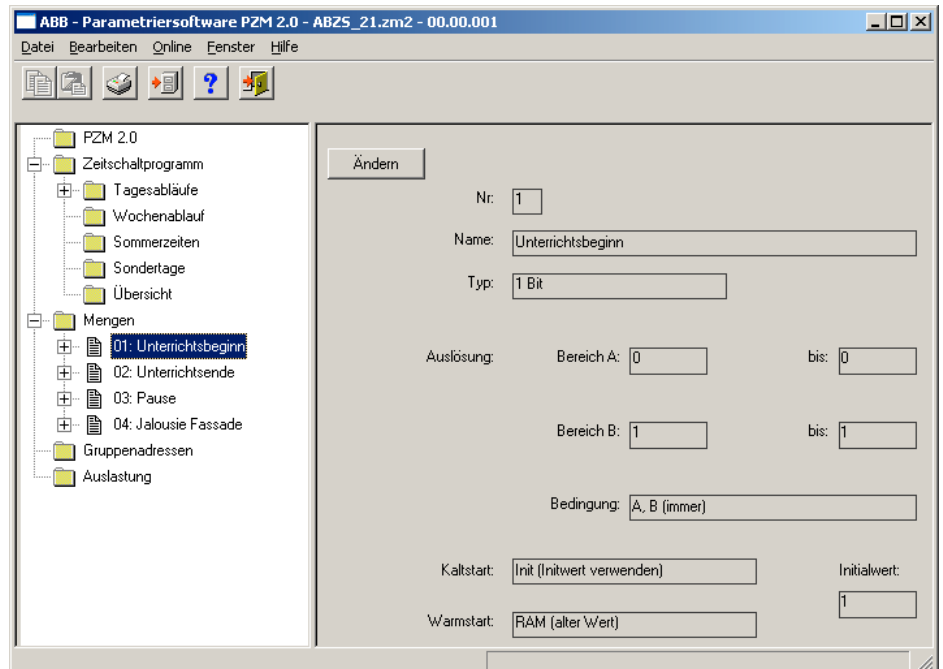 ABB - Parametriersoftware PZM 2.0 - ABZS_21.zm2 - 00.00.001
Datei Bearbeiten Online Fenster Hilfe
PZM 2.0
Zeitschaltprogramm
Tagesabläufe
Wochenablauf
Sommerzeiten
Sondertage
Übersicht
Mengen
01: Unterrichtsbeginn
02: Unterrichtsende
03: Pause
04: Jalousie Fassade
Gruppenadressen
Auslastung
Ändern
Nr: 1
Name: Unterrichtsbeginn
Typ: 1 Bit
Auslösung: Bereich A: 0 bis: 0
Bereich B: 1 bis: 1
Bedingung: A, B (immer)
Kaltstart: Init (Initwert verwenden) Initialwert:
1
Warmstart: RAM (alter Wert)